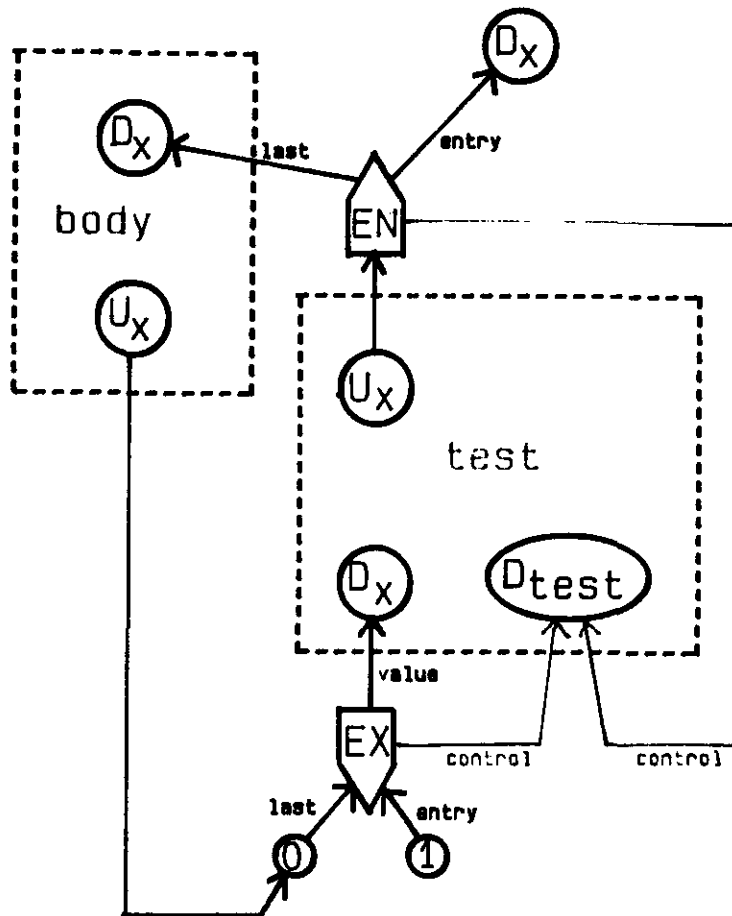 Dx
Dx
last
entry
body
EN
Ux
Ux
test
Dx
Dtest
value
EX
control
control
last
entry
0
1